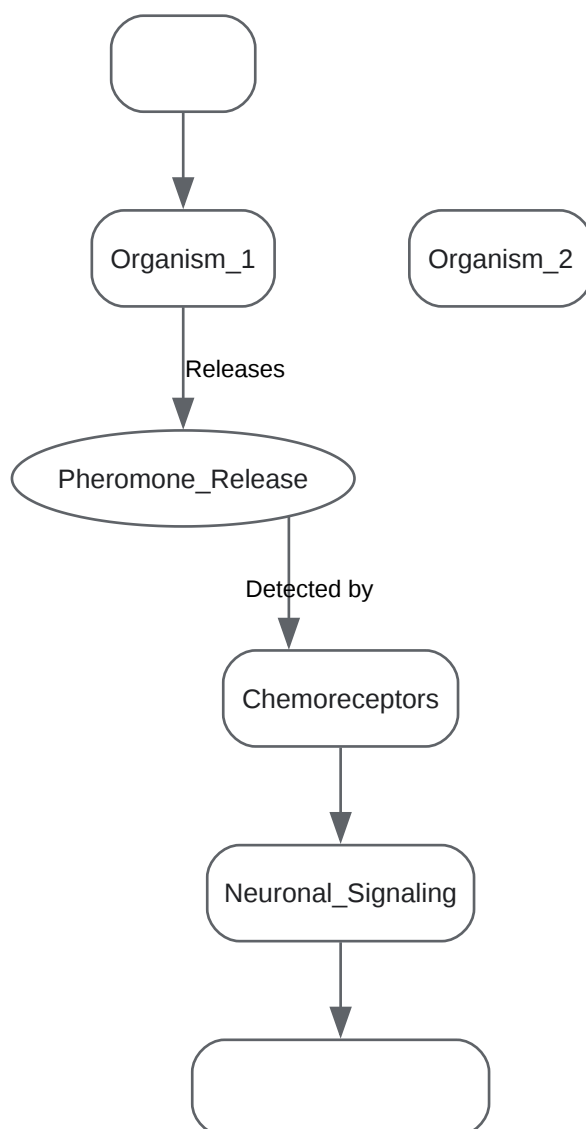 Organism_1
Organism_2
Releases
Pheromone_Release
Detected by
Chemoreceptors
Neuronal_Signaling